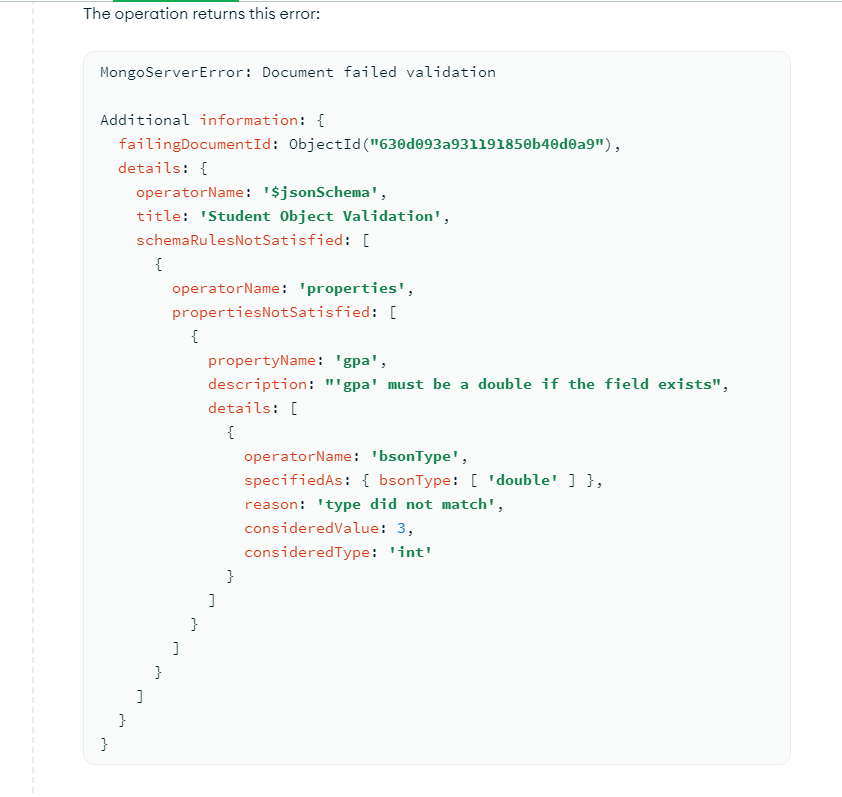 The operation returns this error:
MongoServerError: Document failed validation
Additional information: {
failingDocumentId: ObjectId("630d093a931191850b40d0a9"),
details: {
operatorName: '$jsonSchema',
title: 'Student Object Validation',
schemaRulesNotSatisfied: [
{
operatorName: 'properties',
propertiesNotSatisfied: [
{
propertyName: 'gpa',
description: "'gpa' must be a double if the field exists",
details: [
{
operatorName: 'bsonType',
specifiedAs: { bsonType: [ 'double' ] },
reason: 'type did not match',
consideredValue: 3,
consideredType: 'int'
}
]
}
]
}
]
}
}